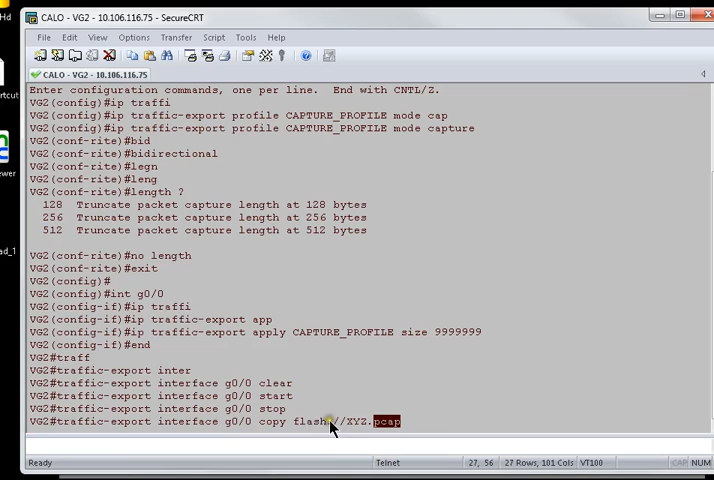 Hd
CALO - VG2 - 10.106.116.75 - SecureCRT
File Edit View Options Transfer Script Tools Help
CALO - VG2 - 10.106.116.75
Enter configuration commands, one per line.  End with CNTL/Z.
VG2(config)#ip traffi
VG2(config)#ip traffic-export profile CAPTURE_PROFILE mode cap
VG2(config)#ip traffic-export profile CAPTURE_PROFILE mode capture
VG2(conf-rite)#bid
VG2(conf-rite)#bidirectional
VG2(conf-rite)#legn
VG2(conf-rite)#leng
VG2(conf-rite)#length ?
128  Truncate packet capture length at 128 bytes
256  Truncate packet capture length at 256 bytes
512  Truncate packet capture length at 512 bytes
VG2(conf-rite)#no length
VG2(conf-rite)#exit
VG2(config)#
VG2(config)#int g0/0
VG2(config-if)#ip traffi
VG2(config-if)#ip traffic-export app
VG2(config-if)#ip traffic-export apply CAPTURE_PROFILE size 9999999
VG2(config-if)#end
VG2#traff
VG2#traffic-export inter
VG2#traffic-export interface g0/0 clear
VG2#traffic-export interface g0/0 start
VG2#traffic-export interface g0/0 stop
VG2#traffic-export interface g0/0 copy flash //XYZ.pcap
rtcut
ewer
ad_1
Ready Telnet 27, 56 27 Rows, 101 Cols VT100 CAP NUM